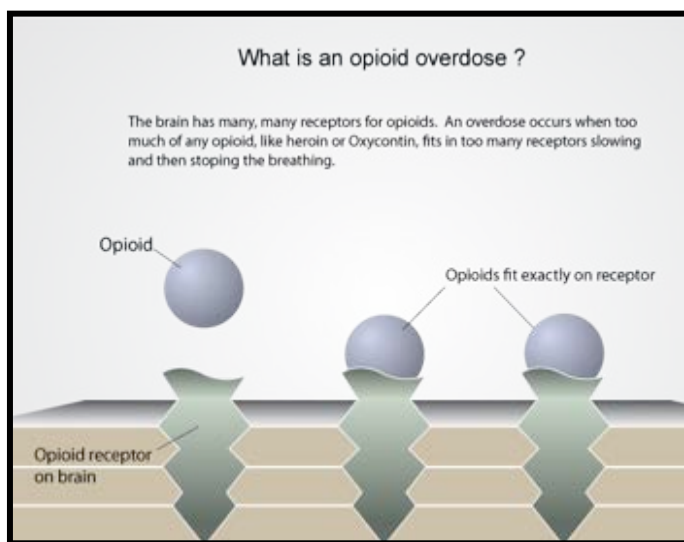 What is an opioid overdose ?
The brain has many, many receptors for opioids. An overdose occurs when too
much of any opioid, like heroin or Oxycontin, fits in too many receptors slowing
and then stoping the breathing.
Opioid
Opioids fit exactly on receptor
Opioid receptor
on brain